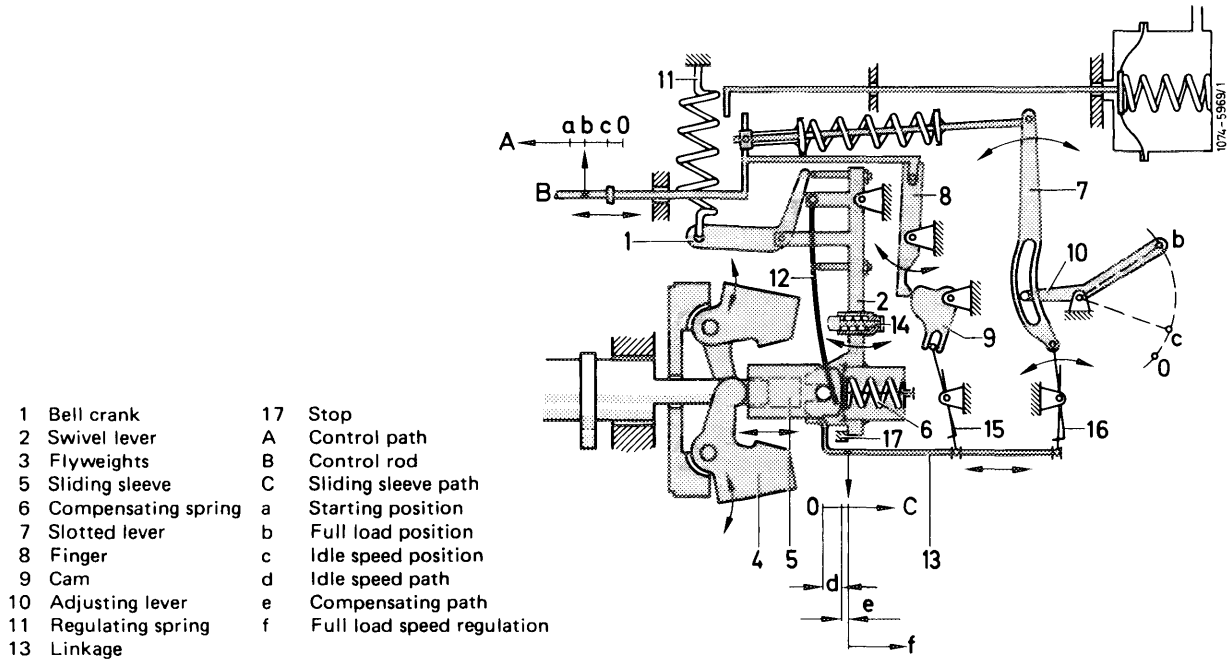 1074-5969/1
11
A
a b c 0
B
8
7
1
12
2
14
10
b
9
c
0
17
6
15
16
0
C
4
5
13
d
e
f
1 Bell crank
2 Swivel lever
3 Flyweights
5 Sliding sleeve
6 Compensating spring
7 Slotted lever
8 Finger
9 Cam
10 Adjusting lever
11 Regulating spring
13 Linkage
17 Stop
A Control path
B Control rod
C Sliding sleeve path
a Starting position
b Full load position
c Idle speed position
d Idle speed path
e Compensating path
f Full load speed regulation